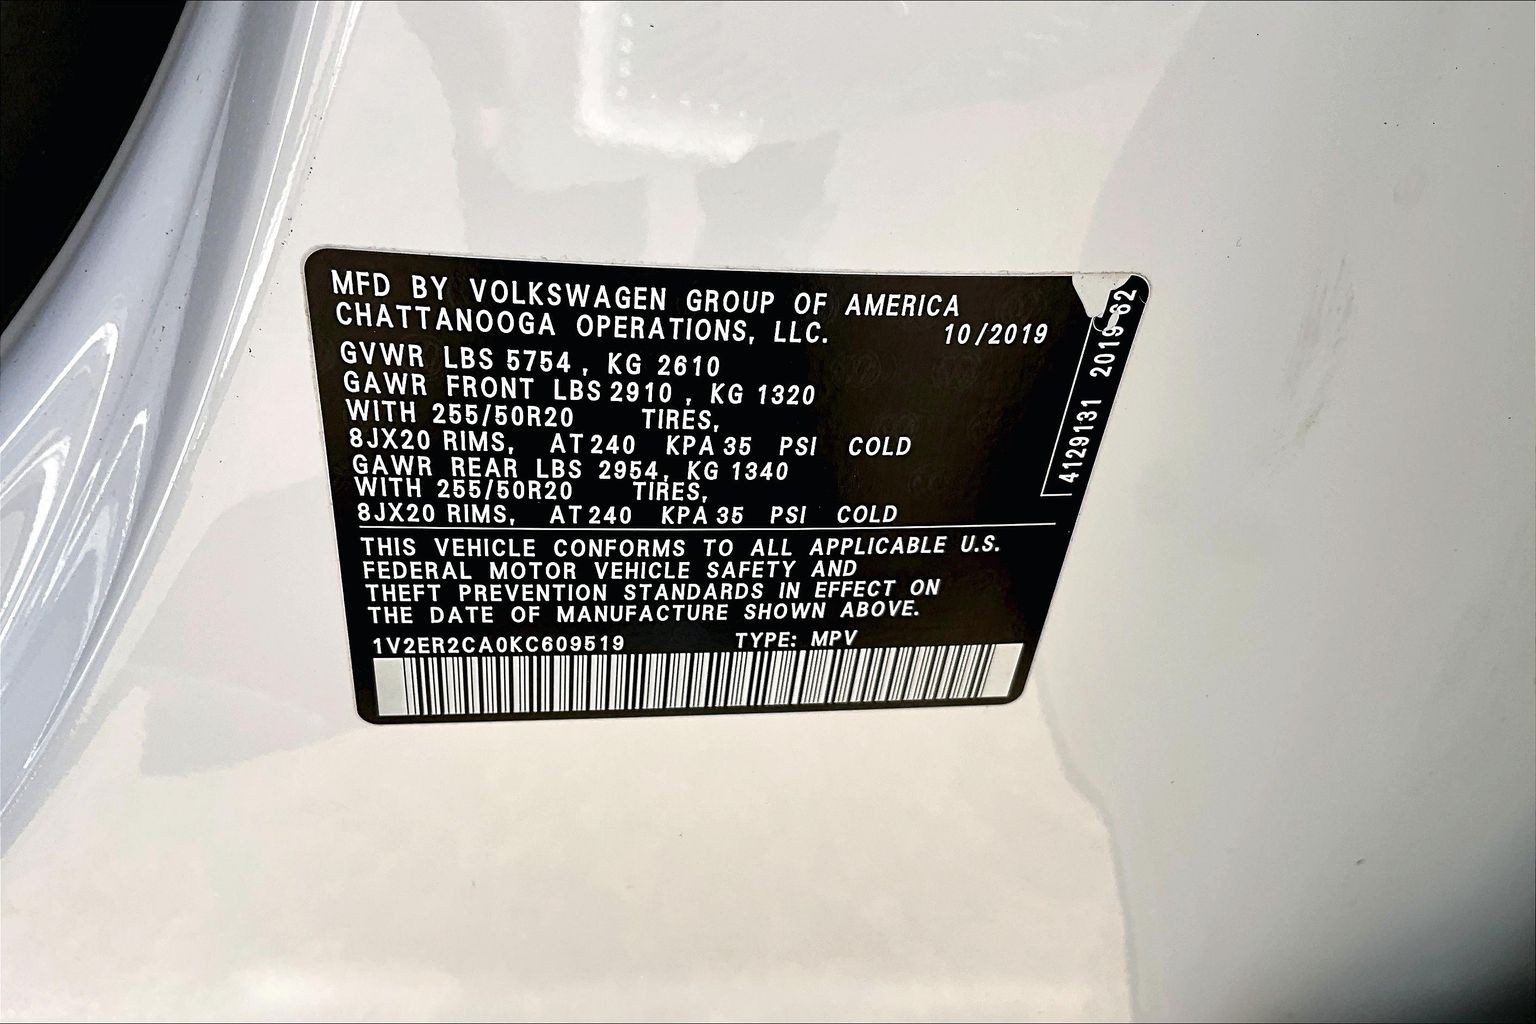 MFD BY VOLKSWAGEN GROUP OF AMERICA
CHATTANOOGA OPERATIONS, LLC. 10/2019
GVWR LBS 5754 , KG 2610
GAWR FRONT LBS 2910 , KG 1320
WITH 255/50R20 TIRES,
8JX20 RIMS, AT 240 KPA 35 PSI COLD
GAWR REAR LBS 2954, KG 1340
WITH 255/50R20 TIRES,
8JX20 RIMS, AT 240 KPA 35 PSI COLD
THIS VEHICLE CONFORMS TO ALL APPLICABLE U.S.
FEDERAL MOTOR VEHICLE SAFETY AND
THEFT PREVENTION STANDARDS IN EFFECT ON
THE DATE OF MANUFACTURE SHOWN ABOVE.
1V2ER2CA0KC609519 TYPE: MPV
4129131 2019 62